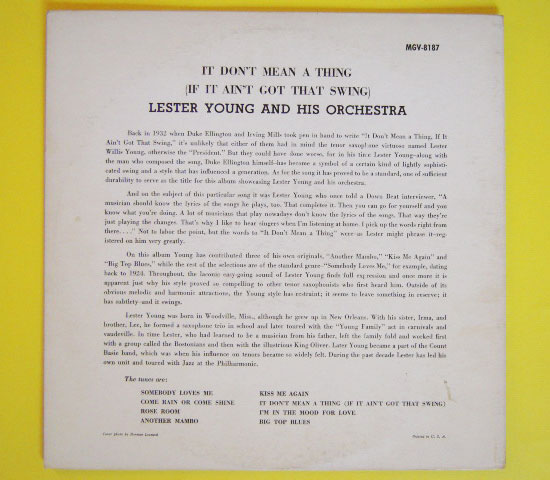 MGV-8187
IT DON'T MEAN A THING
(IF IT AIN'T GOT THAT SWING)
LESTER YOUNG AND HIS ORCHESTRA
Back in 1932 when Duke Ellington and Irving Mills took pen in hand to write "It Don't Mean a Thing, If It
Ain't Got That Swing," it's unlikely that either of them had in mind the tenor saxophone virtuoso named Lester
Willis Young, otherwise the "President." But they could have done worse, for in his time Lester Young–along with
the man who composed the song, Duke Ellington himself–has become a symbol of a certain kind of lightly sophisti-
cated swing and a style that has influenced a generation. As for the song it has proved to be a standard, one of sufficient
durability to serve as the title for this album showcasing Lester Young and his orchestra.
And on the subject of this particular song it was Lester Young who once told a Down Beat interviewer, "A
musician should know the lyrics of the songs he plays, too. That completes it. Then you can go for yourself and you
know what you're doing. A lot of musicians that play nowadays don't know the lyrics of the songs. That way they're
just playing the changes. That's why I like to hear singers when I'm listening at home. I pick up the words right from
there. . . ." Not to labor the point, but the words to "It Don't Mean a Thing" were as Lester might phrase it–reg-
istered on him very greatly.
On this album Young has contributed three of his own originals, "Another Mambo," "Kiss Me Again" and
"Big Top Blues," while the rest of the selections are of the standard genre–"Somebody Loves Me," for example, dating
back to 1924. Throughout, the laconic easy-going sound of Lester Young finds full expression and once more it is
apparent just why his style proved so compelling to other tenor saxophonists who first heard him. Outside of its
obvious melodic and harmonic attractions, the Young style has restraint; it seems to leave something in reserve; it
has subtlety–and it swings.
Lester Young was born in Woodville, Miss., although he grew up in New Orleans. With his sister, Irma, and
brother, Lee, he formed a saxophone trio in school and later toured with the "Young Family" act in carnivals and
vaudeville. In time Lester, who had learned to be a musician from his father, left the family fold and worked first
with a group called the Bostonians and then with the illustrious King Oliver. Later Young became a part of the Count
Basie band, which was when his influence on tenors became so widely felt. During the past decade Lester has led his
own unit and toured with Jazz at the Philharmonic.
The tunes are:
SOMEBODY LOVES ME
COME RAIN OR COME SHINE
ROSE ROOM
ANOTHER MAMBO
KISS ME AGAIN
IT DON'T MEAN A THING (IF IT AIN'T GOT THAT SWING)
I'M IN THE MOOD FOR LOVE
BIG TOP BLUES
Cover photo by Herman Leonard
Printed in U. S. A.